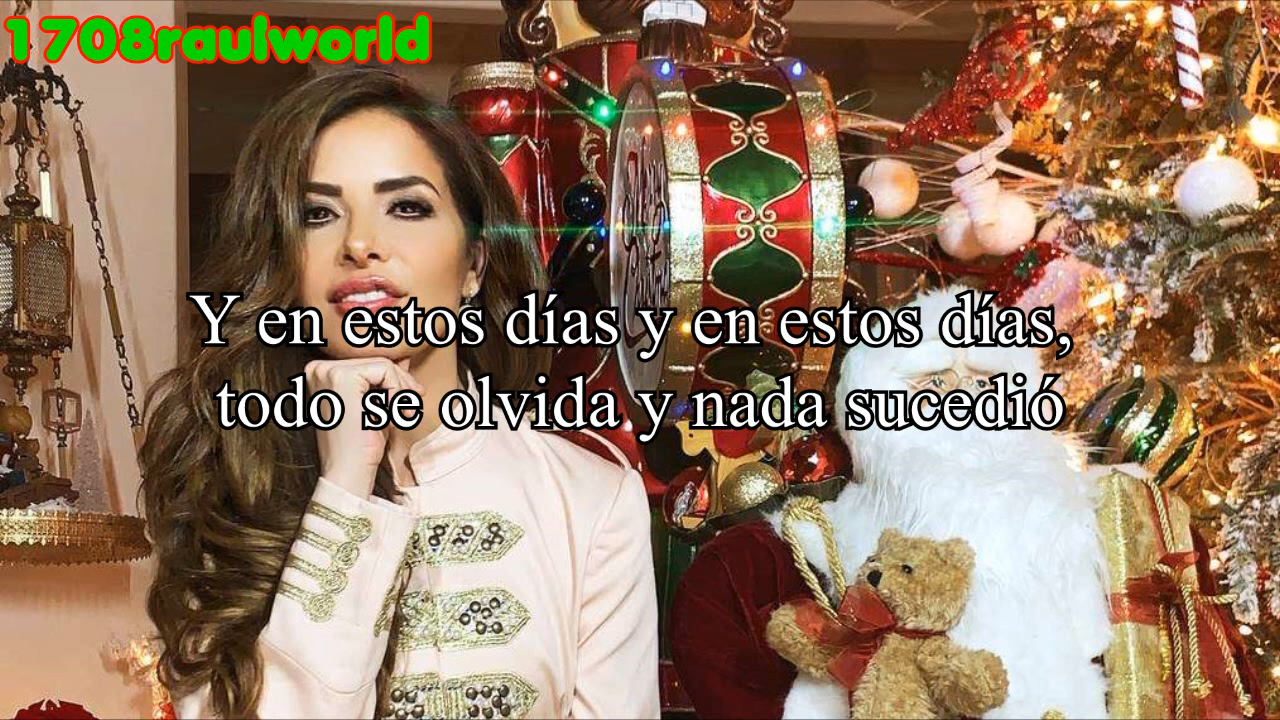 1708raulworld
Y en estos días y en estos días,
todo se olvida y nada sucedió